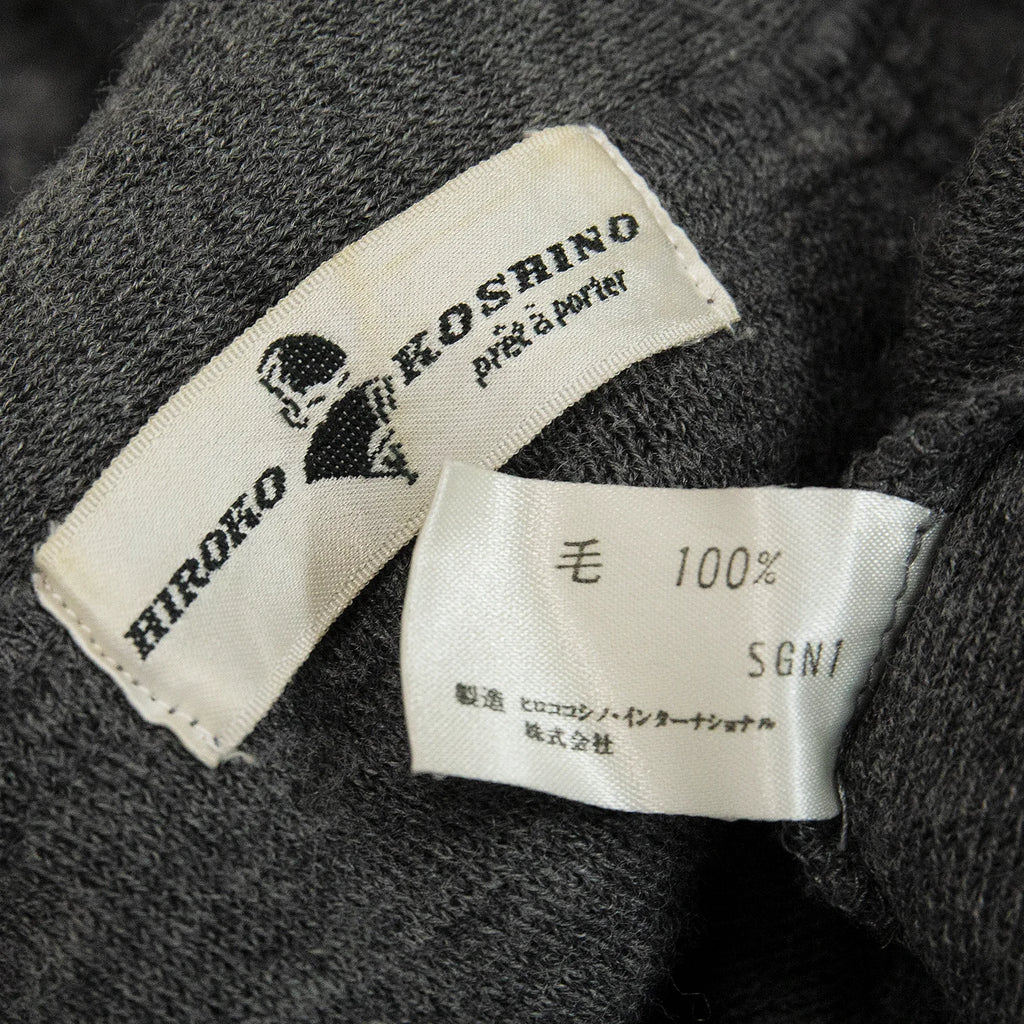 HIROKO KOSHINO
prêt à porter
毛 100%
SGN1
製造 ヒロココシノ・インターナショナル
株式会社